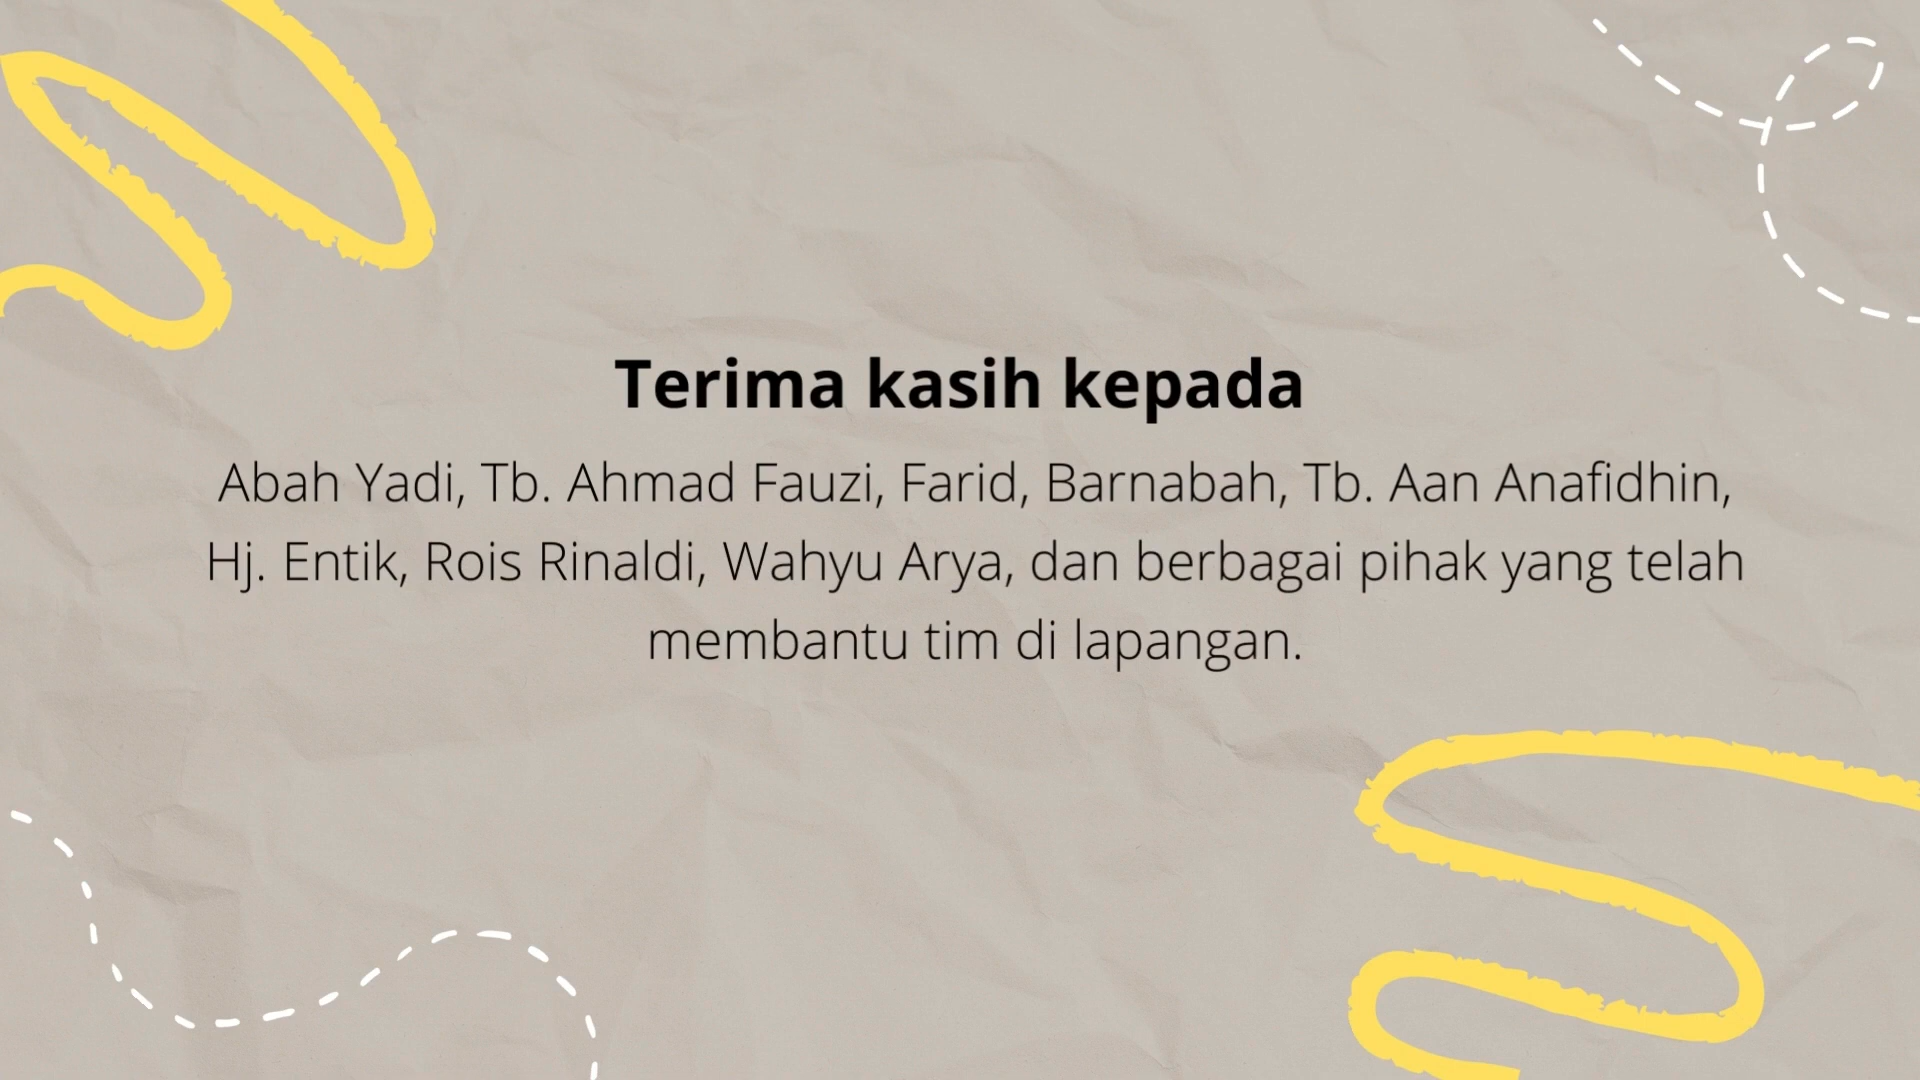 Terima kasih kepada
Abah Yadi, Tb. Ahmad Fauzi, Farid, Barnabah, Tb. Aan Anafidhin,
Hj. Entik, Rois Rinaldi, Wahyu Arya, dan berbagai pihak yang telah
membantu tim di lapangan.